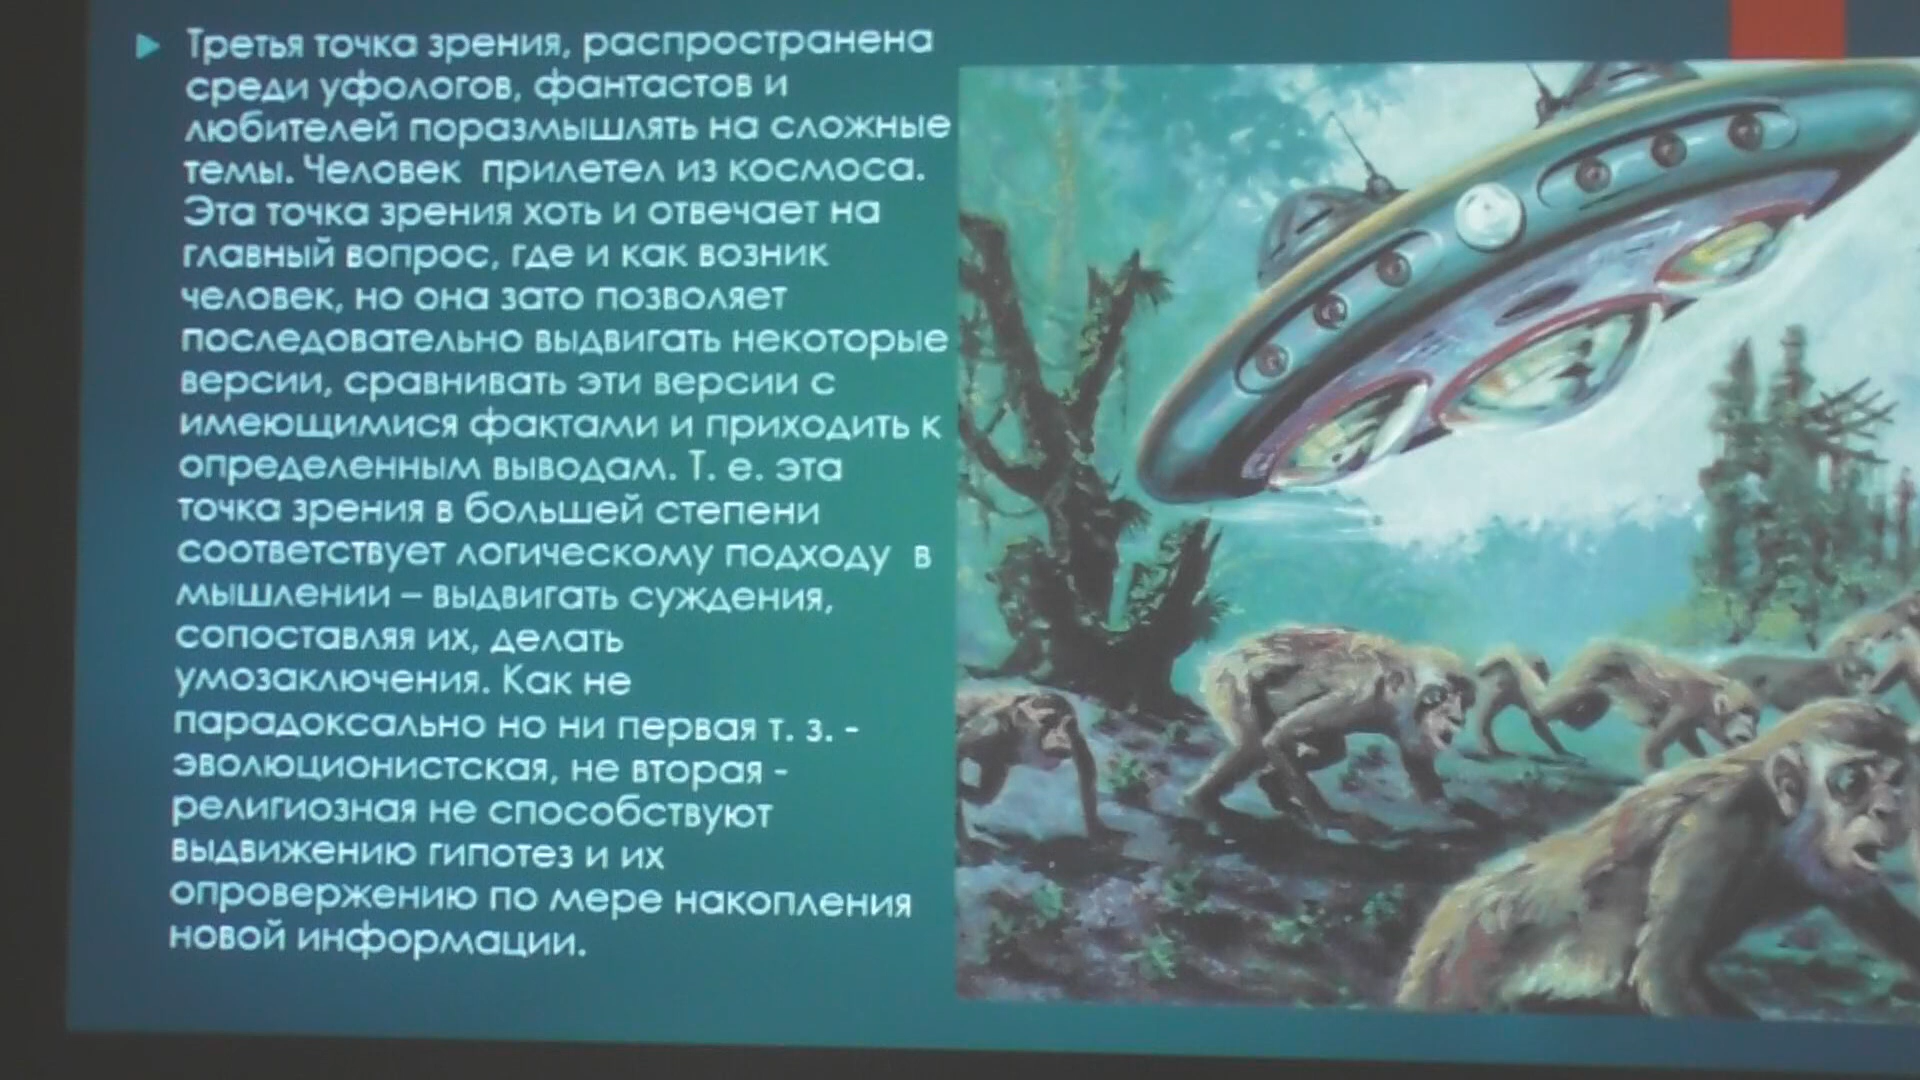 Третья точка зрения, распространена
среди уфологов, фантастов и
любителей поразмышлять на сложные
темы. Человек прилетел из космоса.
Эта точка зрения хоть и отвечает на
главный вопрос, где и как возник
человек, но она зато позволяет
последовательно выдвигать некоторые
версии, сравнивать эти версии с
имеющимися фактами и приходить к
определенным выводам. Т. е. эта
точка зрения в большей степени
соответствует логическому подходу в
мышлении – выдвигать суждения,
сопоставляя их, делать
умозаключения. Как не
парадоксально но ни первая т. з. -
эволюционистская, не вторая -
религиозная не способствуют
выдвижению гипотез и их
опровержению по мере накопления
новой информации.